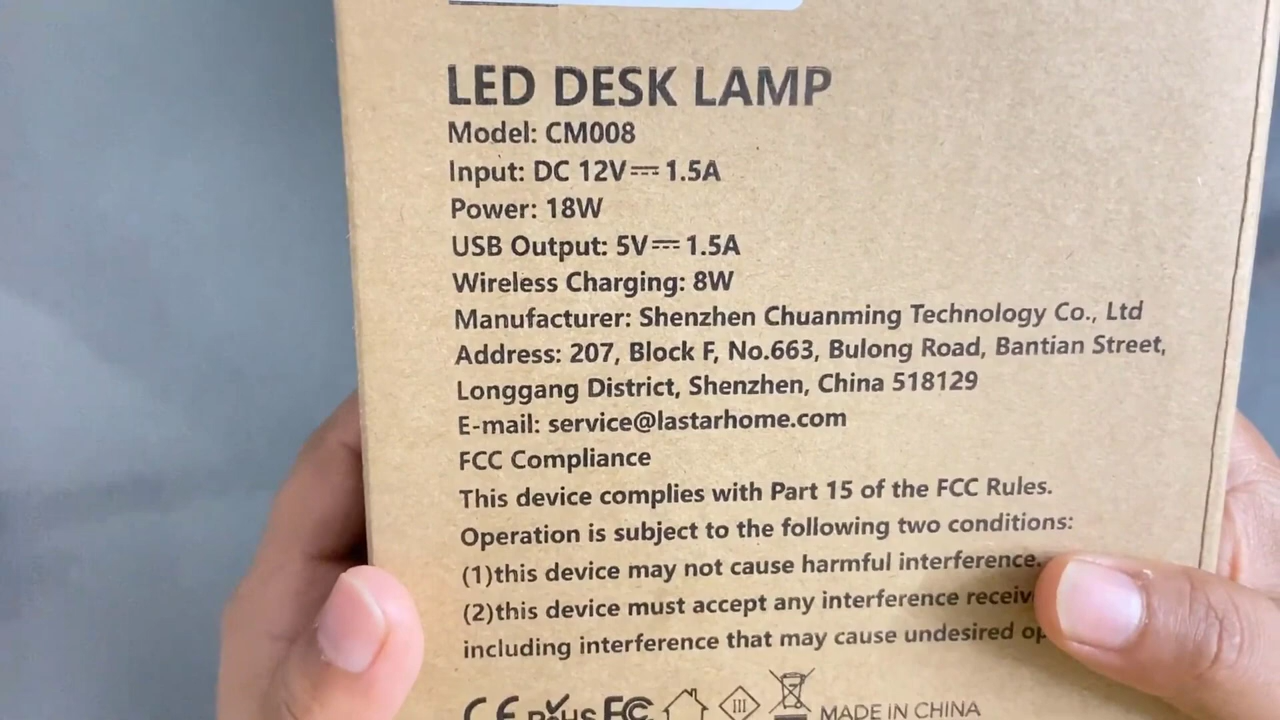 LED DESK LAMP
Model: CM008
Input: DC 12V⎓1.5A
Power: 18W
USB Output: 5V⎓1.5A
Wireless Charging: 8W
Manufacturer: Shenzhen Chuanming Technology Co., Ltd
Address: 207, Block F, No.663, Bulong Road, Bantian Street,
Longgang District, Shenzhen, China 518129
E-mail: service@lastarhome.com
FCC Compliance
This device complies with Part 15 of the FCC Rules.
Operation is subject to the following two conditions:
(1)this device may not cause harmful interference.
(2)this device must accept any interference
including interference that may cause undesired
CE RoHS FC III MADE IN CHINA